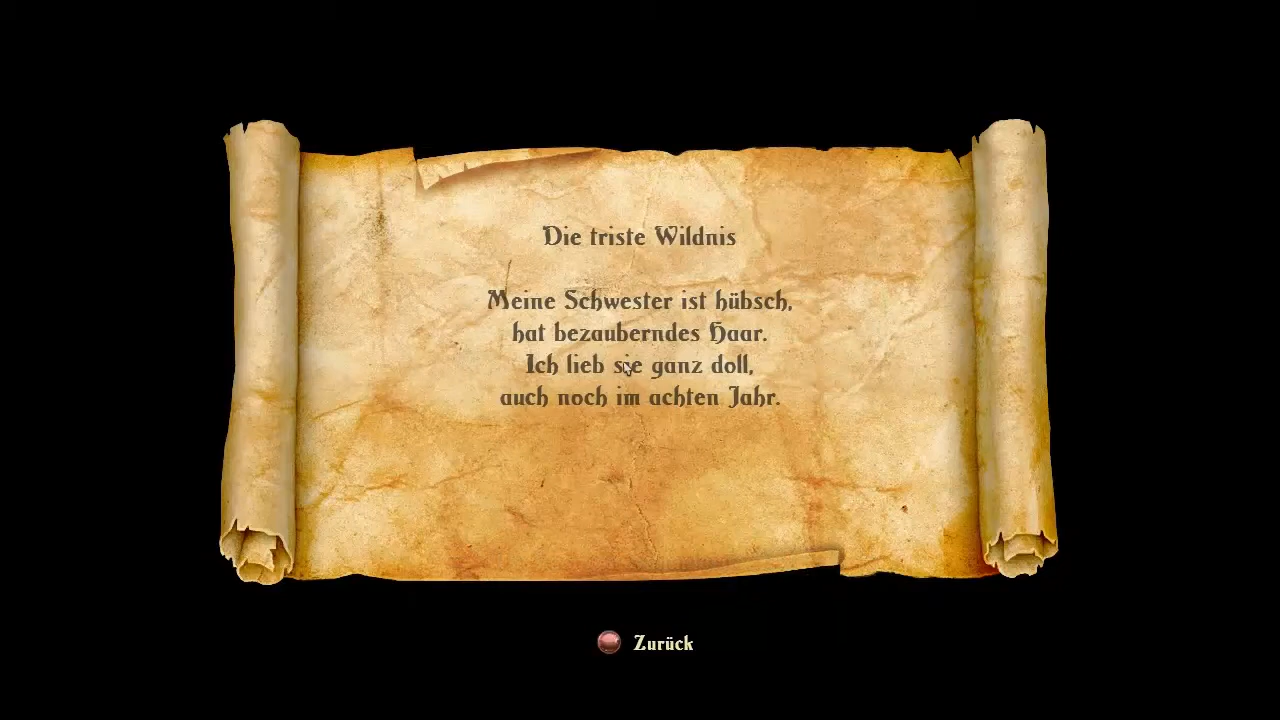 Die triste Wildnis
Meine Schwester ist hübsch,
hat bezauberndes Haar.
Ich lieb sie ganz doll,
auch noch im achten Jahr.
Zurück